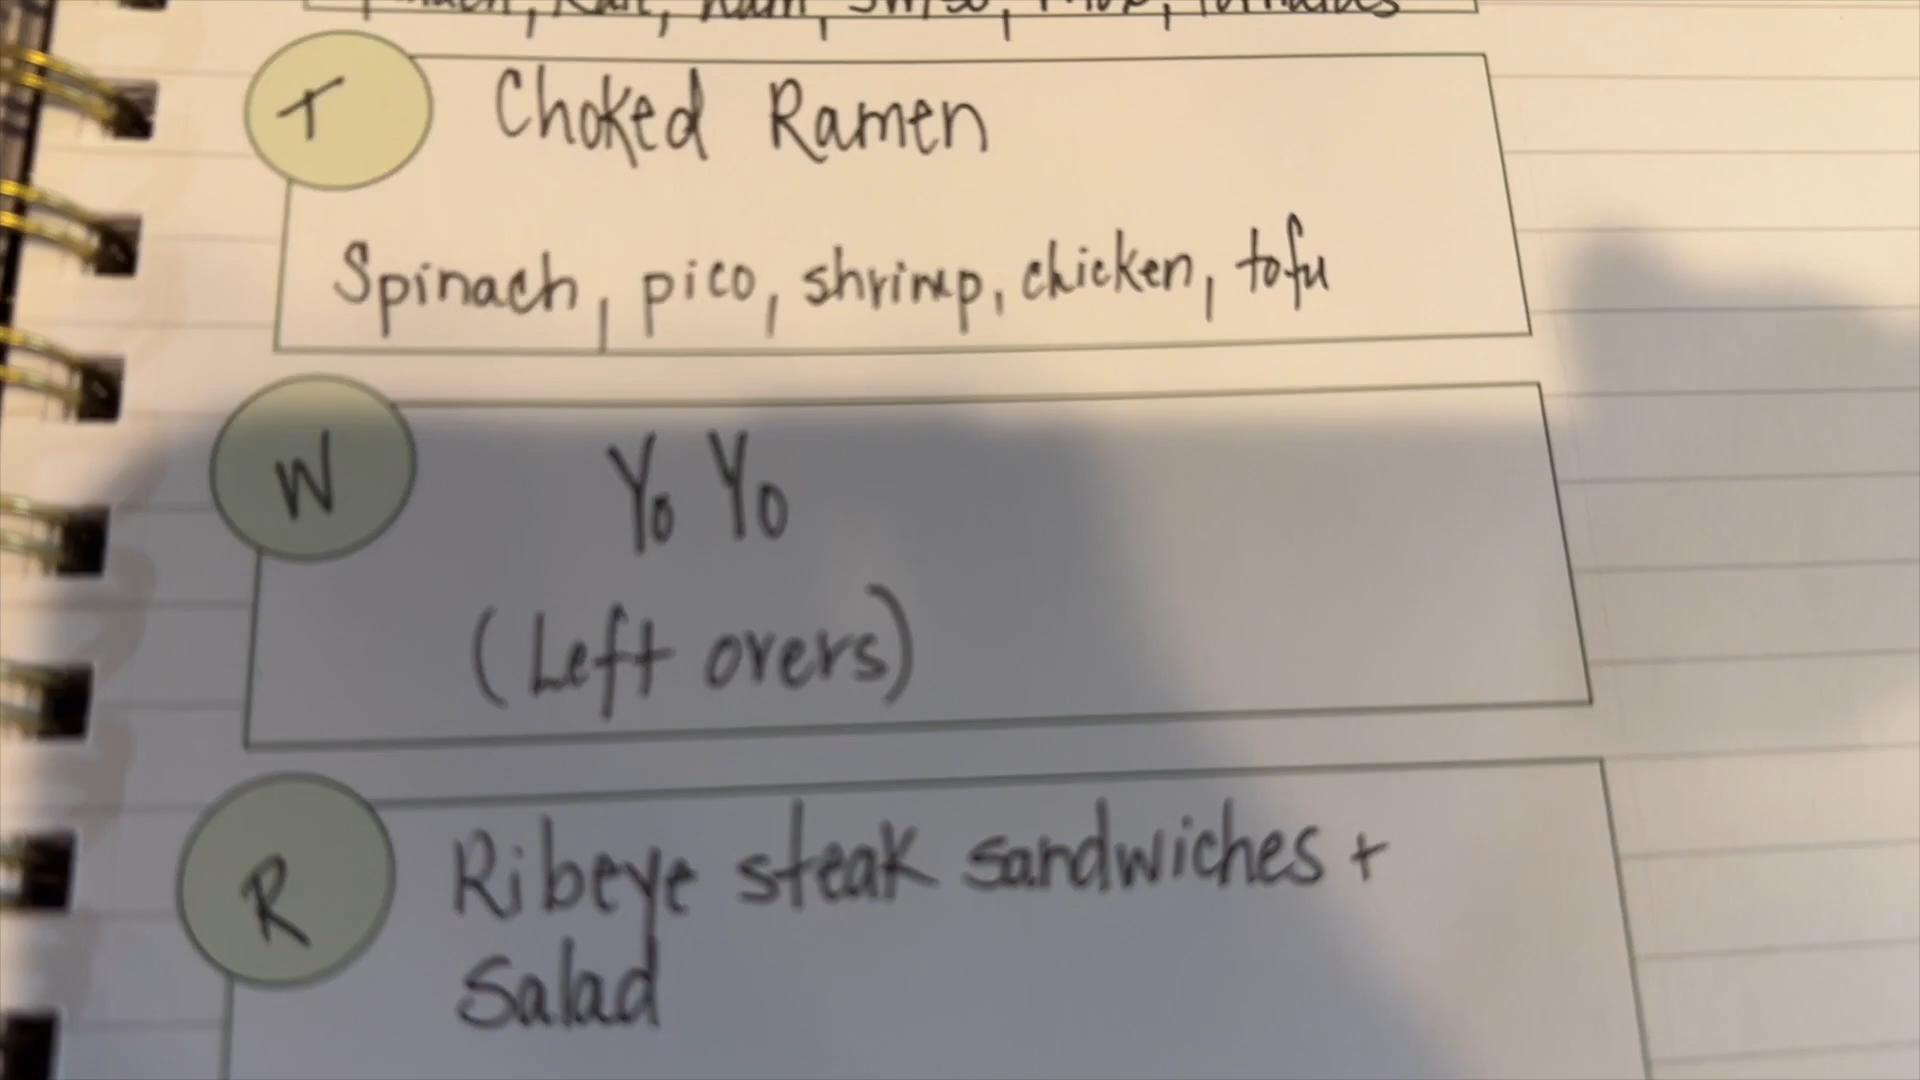 T
Choked Ramen
Spinach, pico, shrimp, chicken, tofu
W
Yo Yo
(Left overs)
R
Ribeye steak sandwiches +
Salad